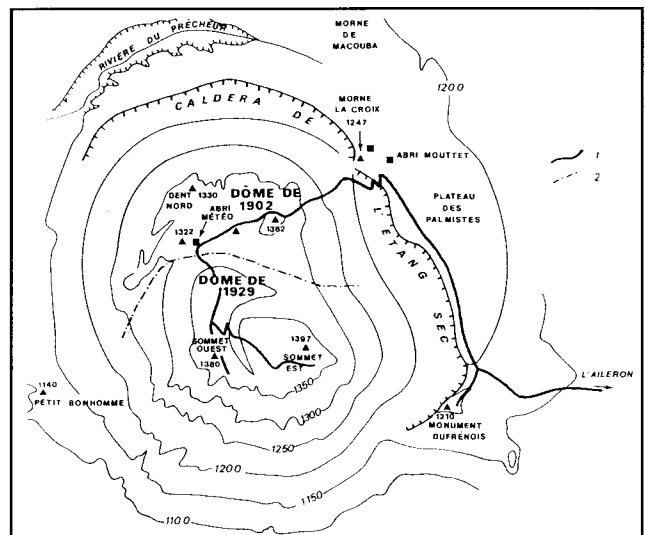 RIVIÈRE DU PRÊCHEUR
MORNE
DE
MACOUBA
1200
CALDERA DE
MORNE
LA CROIX
1247
ABRI MOUTTET
1
2
DENT
NORD
1330
DÔME DE
1902
ABRI
MÉTÉO
1322
1362
PLATEAU
DES
PALMISTES
L'ETANG SEC
DÔME DE
1929
SOMMET
OUEST
1380
1397
SOMMET
EST
L'AILERON
1140
PETIT BONHOMME
1350
1300
1210
MONUMENT
DUFRENOIS
1250
1200
1150
1100